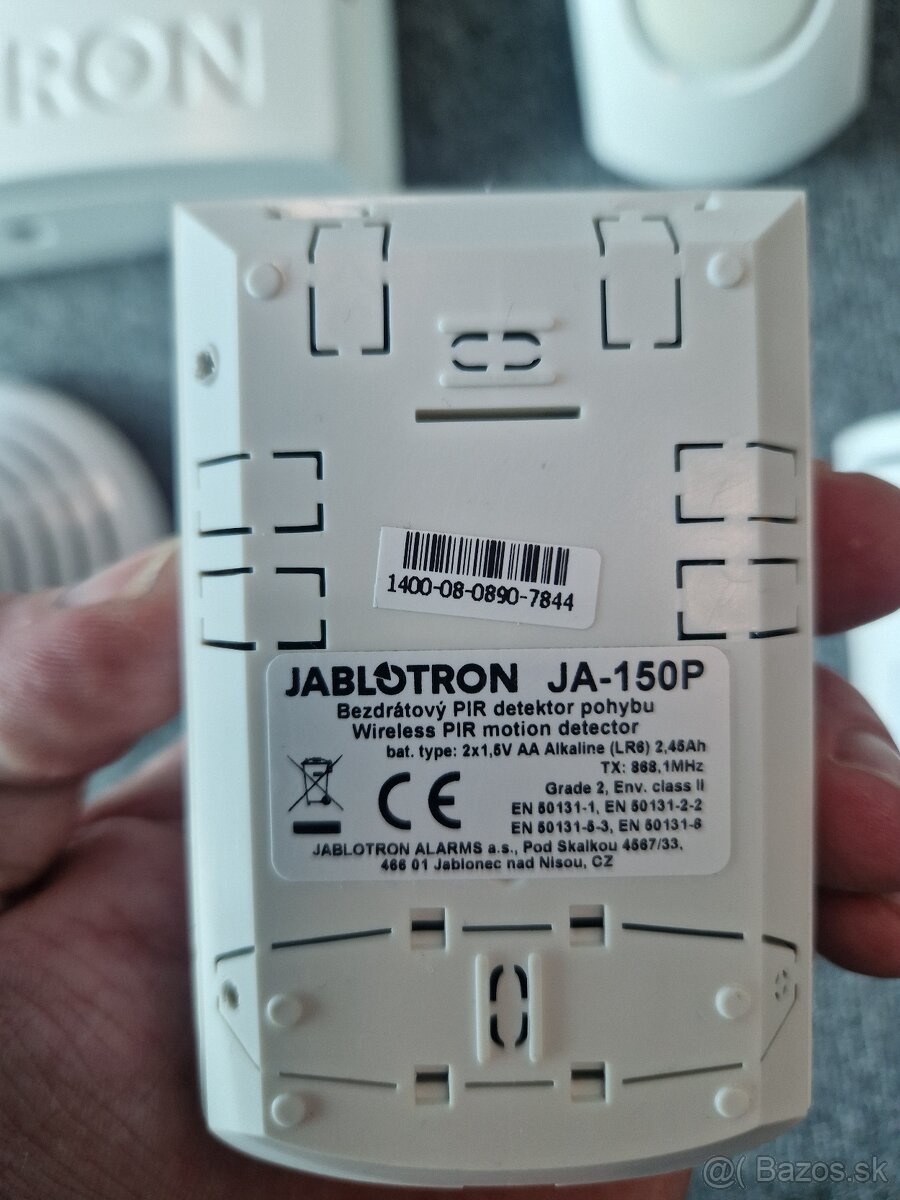 RON
1400-08-0890-7844
JABLOTRON JA-150P
Bezdrátový PIR detektor pohybu
Wireless PIR motion detector
bat. type: 2x1,5V AA Alkaline (LR6) 2,45Ah
TX: 868,1MHz
Grade 2, Env. class II
EN 50131-1, EN 50131-2-2
EN 50131-5-3, EN 50131-6
CE
JABLOTRON ALARMS a.s., Pod Skalkou 4567/33,
466 01 Jablonec nad Nisou, CZ
@( Bazos.sk